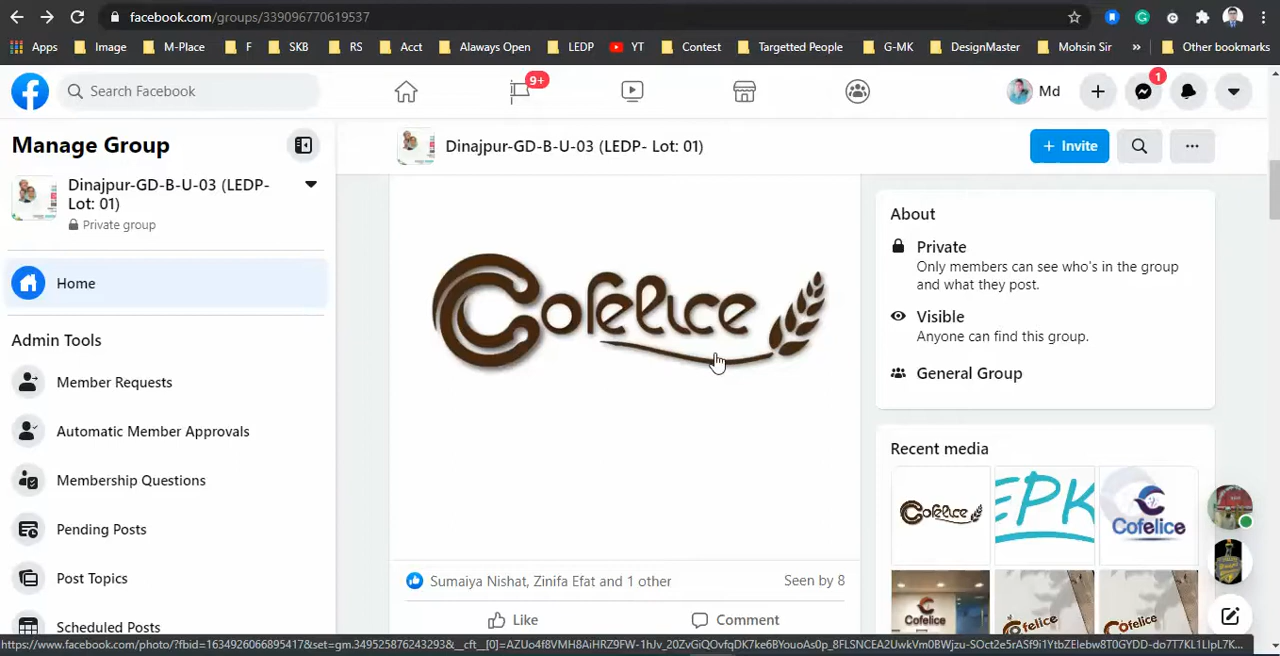 facebook.com/groups/339096770619537
Apps Image M-Place F SKB RS Acct Alaways Open LEDP YT Contest Targetted People G-MK DesignMaster Mohsin Sir » Other bookmarks
Search Facebook
9+
Md
1
Manage Group
Dinajpur-GD-B-U-03 (LEDP- Lot: 01)
+ Invite
Dinajpur-GD-B-U-03 (LEDP-
Lot: 01)
Private group
Home
Admin Tools
Member Requests
Automatic Member Approvals
Membership Questions
Pending Posts
Post Topics
Scheduled Posts
Cofelice
Sumaiya Nishat, Zinifa Efat and 1 other
Seen by 8
Like
Comment
About
Private
Only members can see who's in the group
and what they post.
Visible
Anyone can find this group.
General Group
Recent media
Cofelice
EPK
Cofelice
Cofelice
Cofelice
Cofelice